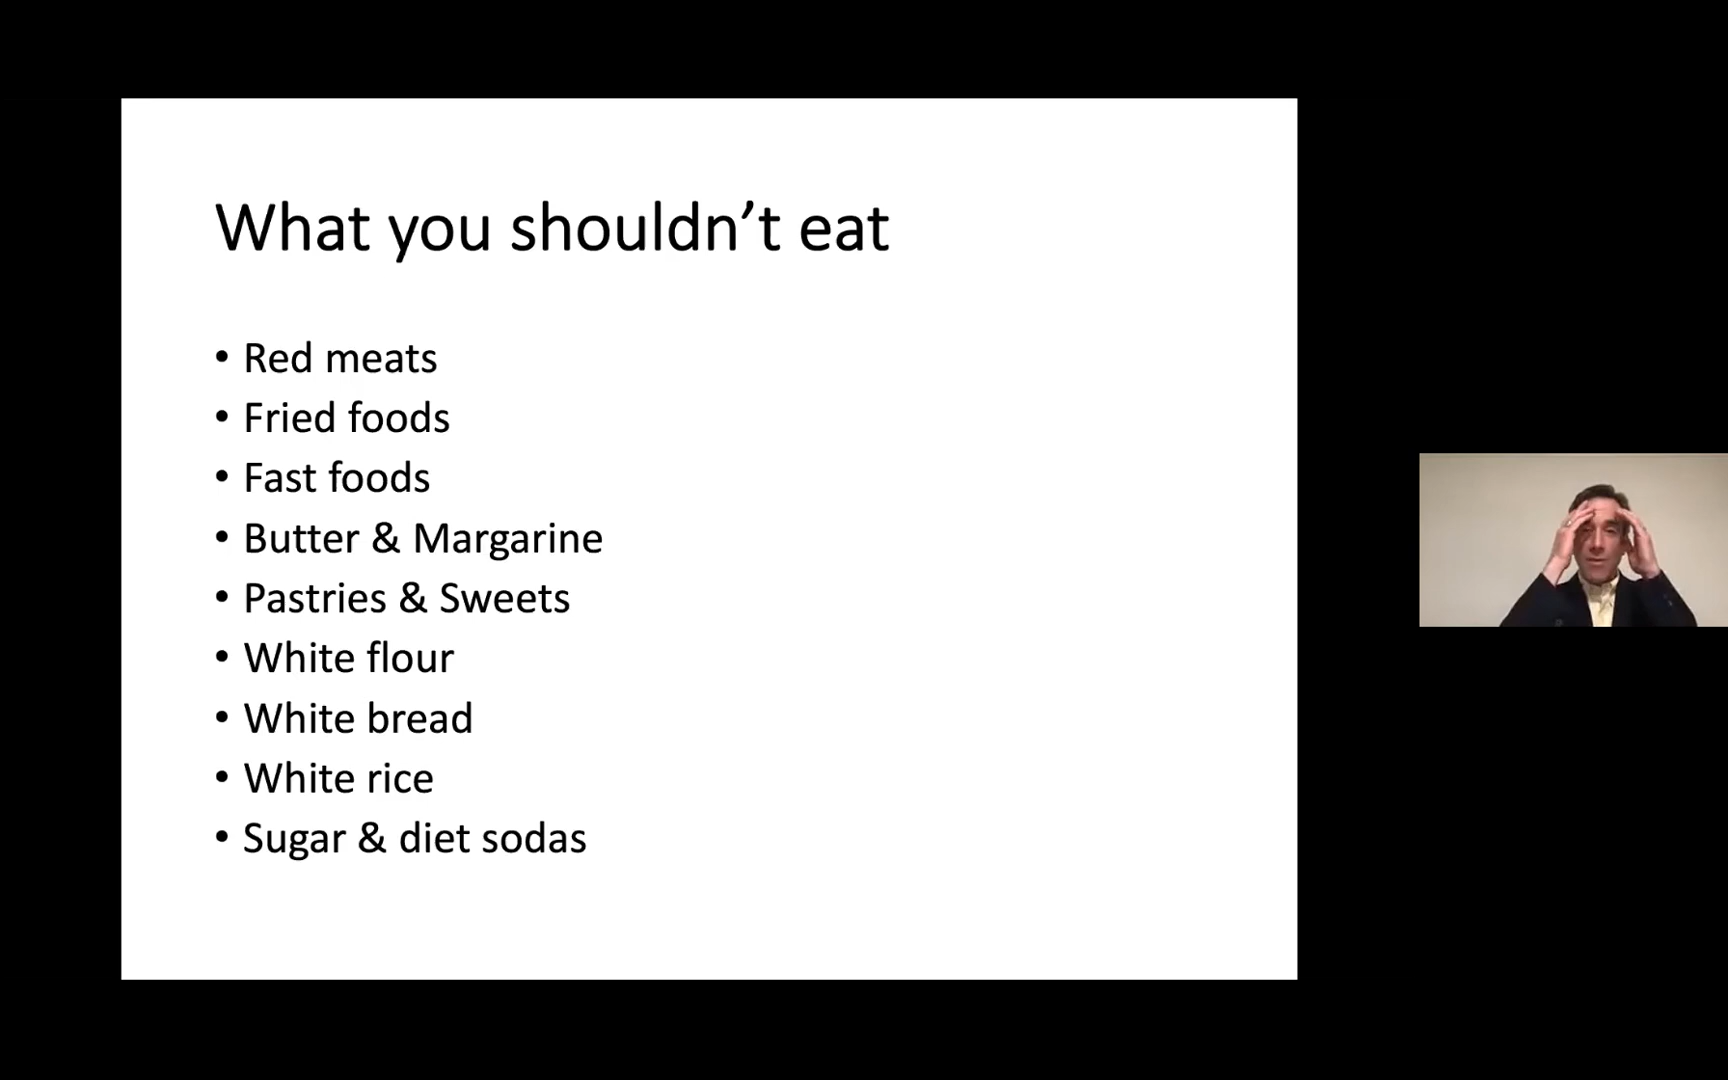 What you shouldn’t eat
• Red meats
• Fried foods
• Fast foods
• Butter & Margarine
• Pastries & Sweets
• White flour
• White bread
• White rice
• Sugar & diet sodas